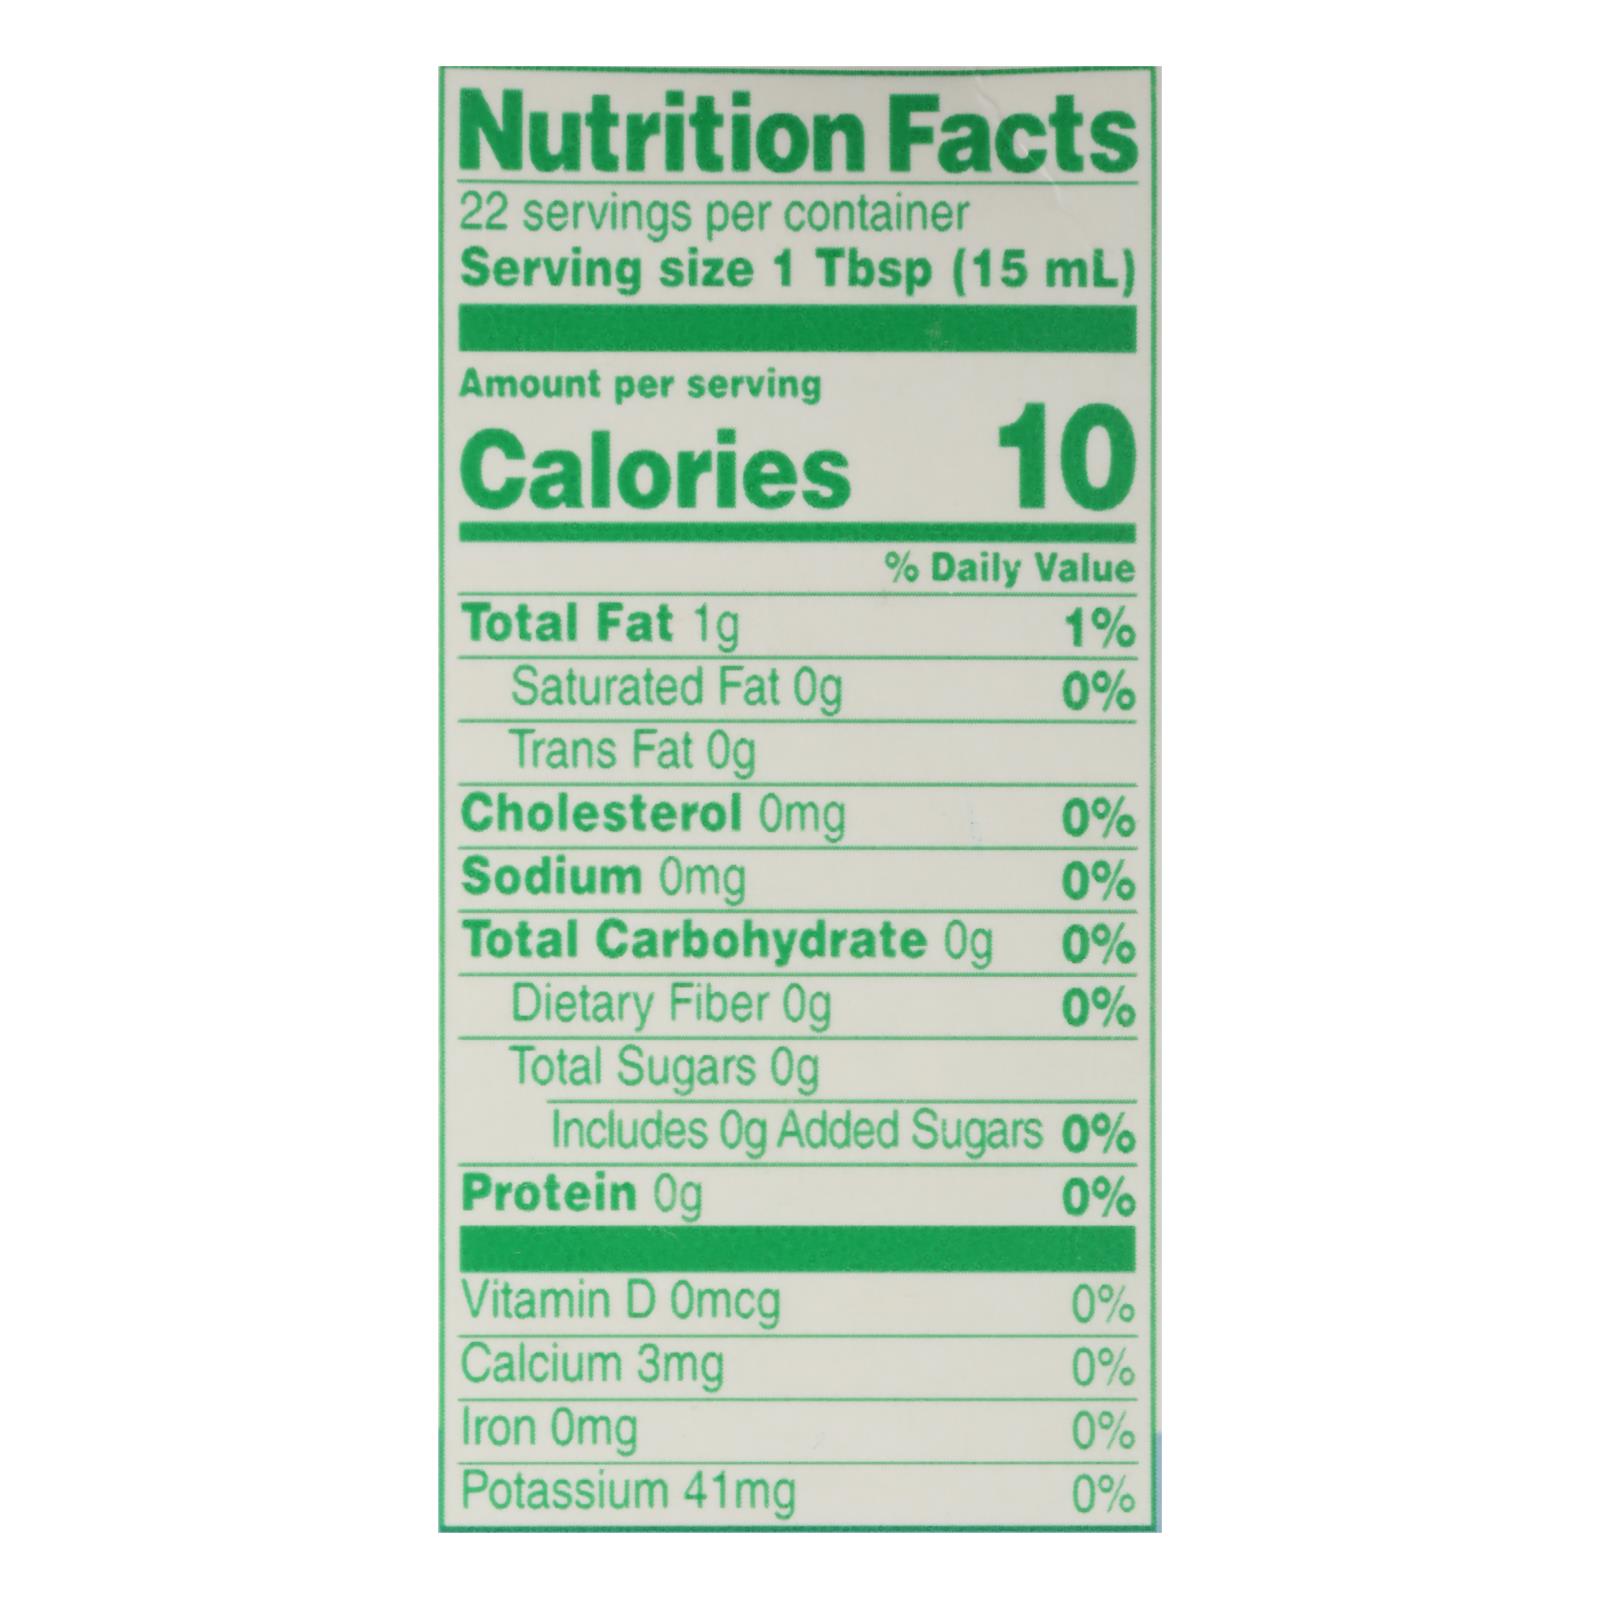 Nutrition Facts
22 servings per container
Serving size 1 Tbsp (15 mL)
Amount per serving
Calories 10
% Daily Value
Total Fat 1g 1%
Saturated Fat 0g 0%
Trans Fat 0g
Cholesterol 0mg 0%
Sodium 0mg 0%
Total Carbohydrate 0g 0%
Dietary Fiber 0g 0%
Total Sugars 0g
Includes 0g Added Sugars 0%
Protein 0g 0%
Vitamin D 0mcg 0%
Calcium 3mg 0%
Iron 0mg 0%
Potassium 41mg 0%